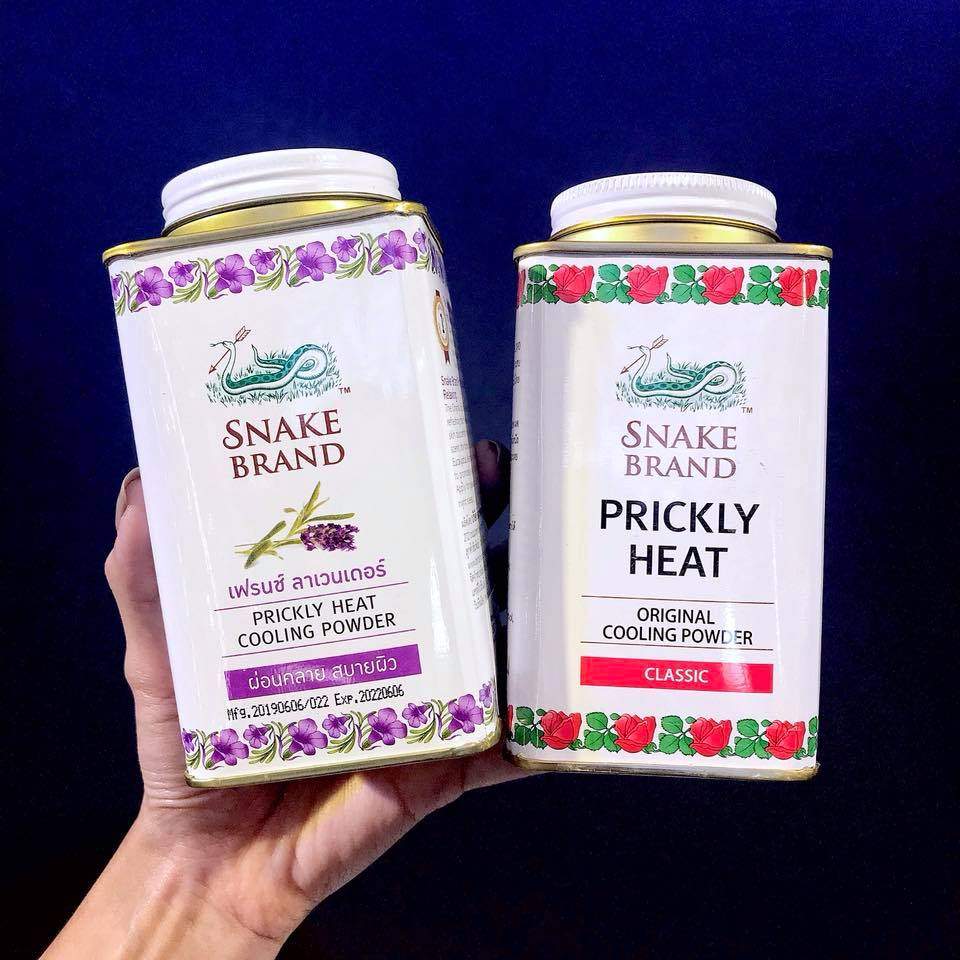 SNAKE
BRAND
เฟรนช์ ลาเวนเดอร์
PRICKLY HEAT
COOLING POWDER
ผ่อนคลาย สบายผิว
Mfg.20190606/022 Exp.20220606
TM
SNAKE
BRAND
PRICKLY
HEAT
ORIGINAL
COOLING POWDER
CLASSIC
TM